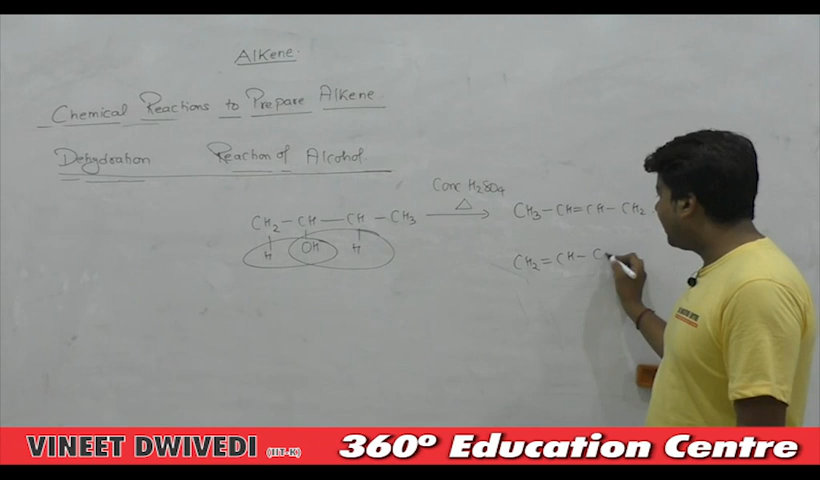 Alkene.
Chemical Reactions to Prepare Alkene
Dehydration Reaction of Alcohol.
Conc H2SO4
CH2 – CH – CH – CH3 △ → CH3 – CH = CH – CH2
H OH H
CH2 = CH – C
VINEET DWIVEDI (IIT-K) 360º Education Centre